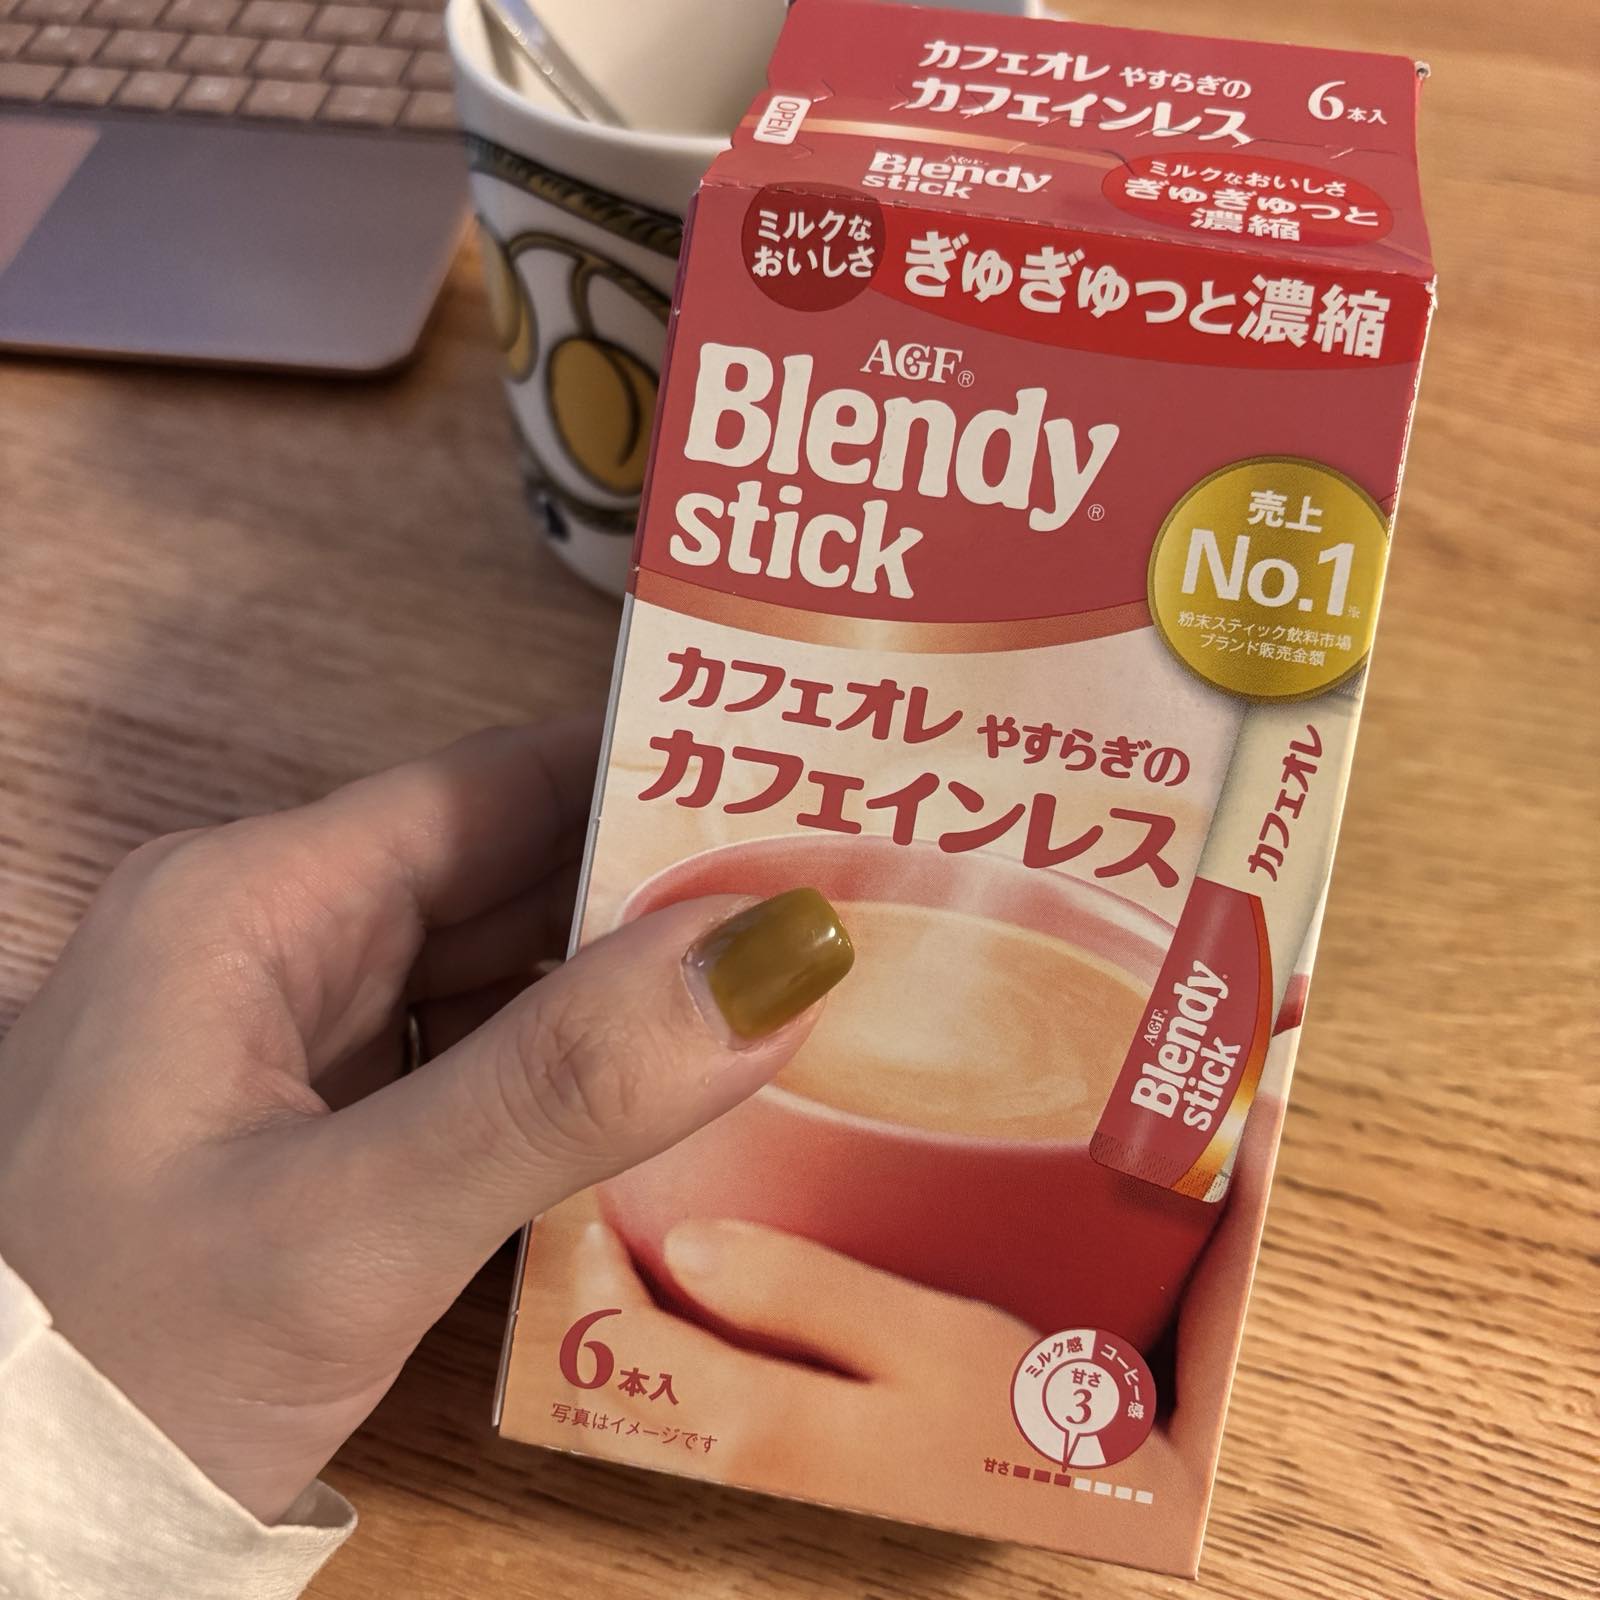 カフェオレ やすらぎの
カフェインレス
6本入
OPEN
AGF
Blendy
stick
ミルクなおいしさ
ぎゅぎゅっと
濃縮
ミルクな
おいしさ
ぎゅぎゅっと濃縮
AGF®
Blendy®
stick
売上
No.1※
粉末スティック飲料市場
ブランド販売金額
カフェオレ やすらぎの
カフェインレス
カフェオレ
AGF®
Blendy
stick
6本入
写真はイメージです
ミルク感
コーヒー感
甘さ
3
甘さ